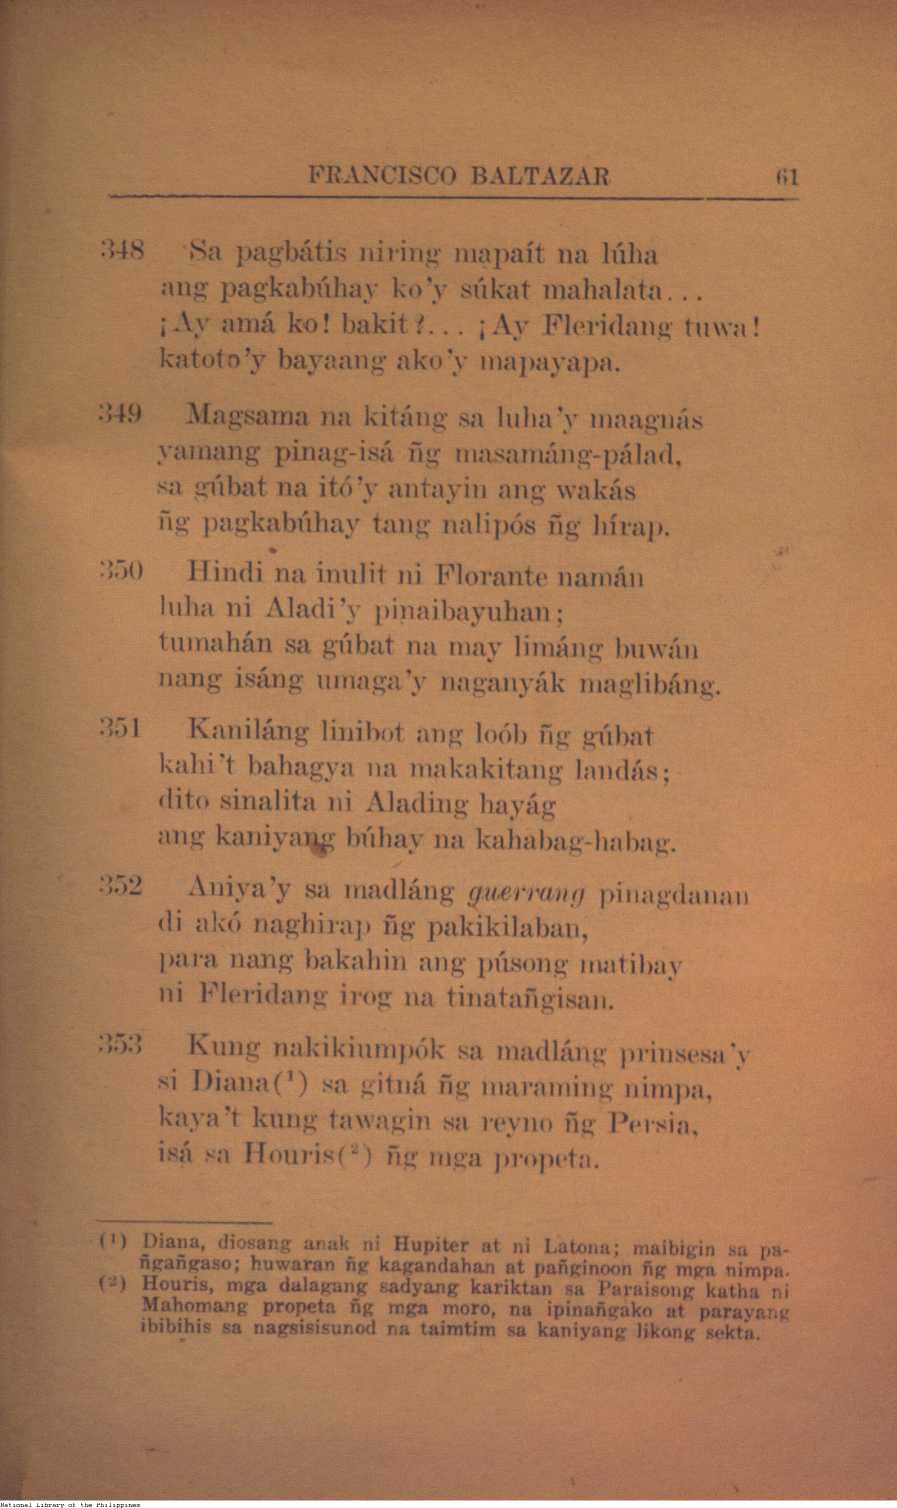 FRANCISCO BALTAZAR 61
348 Sa pagbátis niring mapaít na lúha
ang pagkabúhay ko'y súkat mahalata...
¡Ay amá ko! bakit?... ¡Ay Fleridang tuwa!
katoto'y bayaang ako'y mapayapa.
349 Magsama na kitáng sa luha'y maagnás
yamang pinag-isá ñg masamáng-pálad,
sa gúbat na itó'y antayin ang wakás
ñg pagkabúhay tang nalipós ñg hírap.
350 Hindi na inulit ni Florante namán
luha ni Aladi'y pinaibayuhan;
tumahán sa gúbat na may limáng buwán
nang isáng umaga'y naganyák maglibáng.
351 Kaniláng linibot ang loób ñg gúbat
kahi't bahagya na makakitang landás;
dito sinalita ni Alading hayág
ang kaniyang búhay na kahabag-habag.
352 Aniya'y sa madláng guerrang pinagdanan
di akó naghirap ñg pakikilaban,
para nang bakahin ang púsong matibay
ni Fleridang irog na tinatañgisan.
353 Kung nakikiumpók sa madláng prinsesa'y
si Diana(¹) sa gitná ñg maraming nimpa,
kaya't kung tawagin sa reyno ñg Persia,
isá sa Houris(²) ñg mga propeta.
(¹) Diana, diosang anak ni Hupiter at ni Latona; maibigin sa pa-
ñgañgaso; huwaran ñg kagandahan at pañginoon ñg mga nimpa.
(²) Houris, mga dalagang sadyang kariktan sa Paraisong katha ni
Mahomang propeta ñg mga moro, na ipinañgako at parayang
ibibihis sa nagsisisunod na taimtim sa kaniyang likong sekta.
National Library of the Philippines